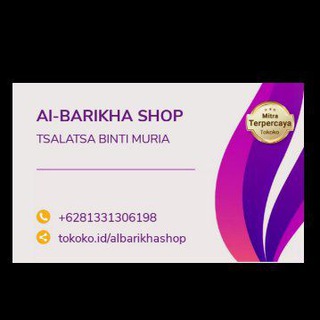 Al-BARIKHA SHOP
TSALATSA BINTI MURIA
Mitra
Terpercaya
Tokoko
+6281331306198
tokoko.id/albarikhashop